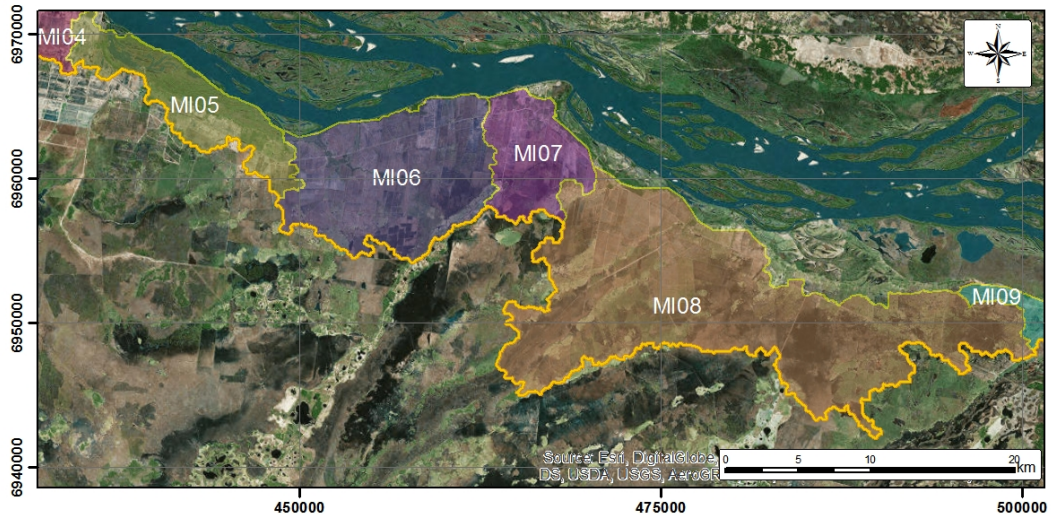 6970000
6960000
6950000
6940000
MI04
MI05
MI06
MI07
MI08
MI09
N
W E
S
Source: Esri, DigitalGlobe,
DS, USDA, USGS, AeroGR
0 5 10 20
km
450000 475000 500000